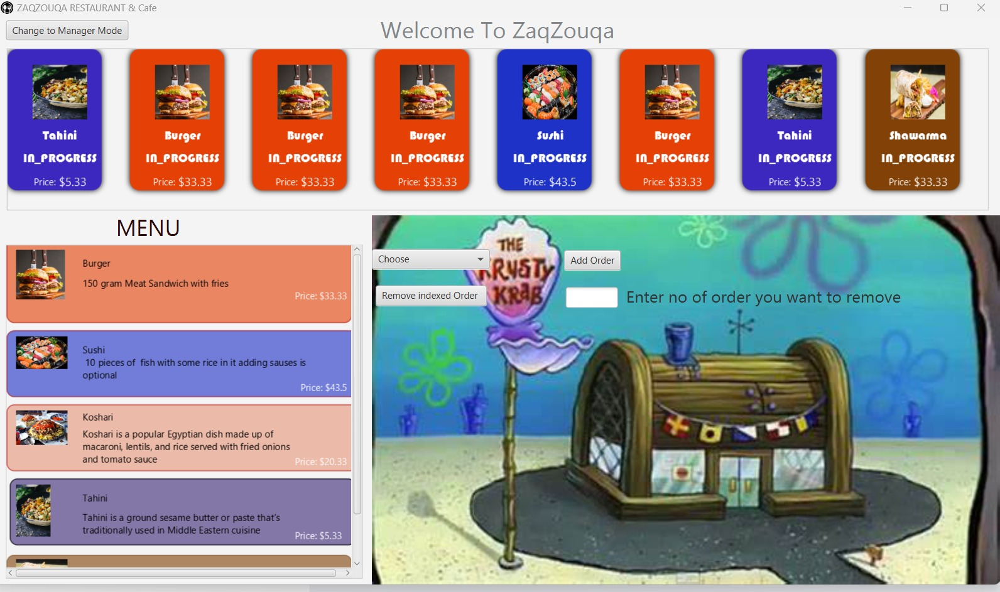 ZAQZOUQA RESTAURANT & Cafe
Change to Manager Mode
Welcome To ZaqZouqa
Tahini
IN_PROGRESS
Price: $5.33
Burger
IN_PROGRESS
Price: $33.33
Burger
IN_PROGRESS
Price: $33.33
Burger
IN_PROGRESS
Price: $33.33
Sushi
IN_PROGRESS
Price: $43.5
Burger
IN_PROGRESS
Price: $33.33
Tahini
IN_PROGRESS
Price: $5.33
Shawarma
IN_PROGRESS
Price: $33.33
MENU
Burger
150 gram Meat Sandwich with fries
Price: $33.33
Sushi
10 pieces of  fish with some rice in it adding sauses is
optional
Price: $43.5
Koshari
Koshari is a popular Egyptian dish made up of
macaroni, lentils, and rice served with fried onions
and tomato sauce
Price: $20.33
Tahini
Tahini is a ground sesame butter or paste that's
traditionally used in Middle Eastern cuisine
Price: $5.33
THE
KRUSTY
KRAB
Choose
Add Order
Remove indexed Order
Enter no of order you want to remove